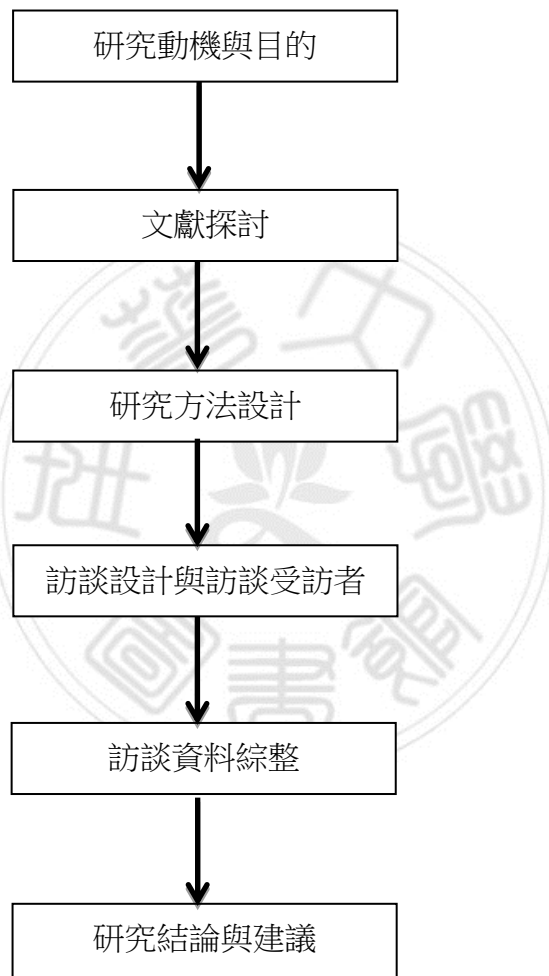 研究動機與目的
文獻探討
研究方法設計
訪談設計與訪談受訪者
訪談資料綜整
研究結論與建議